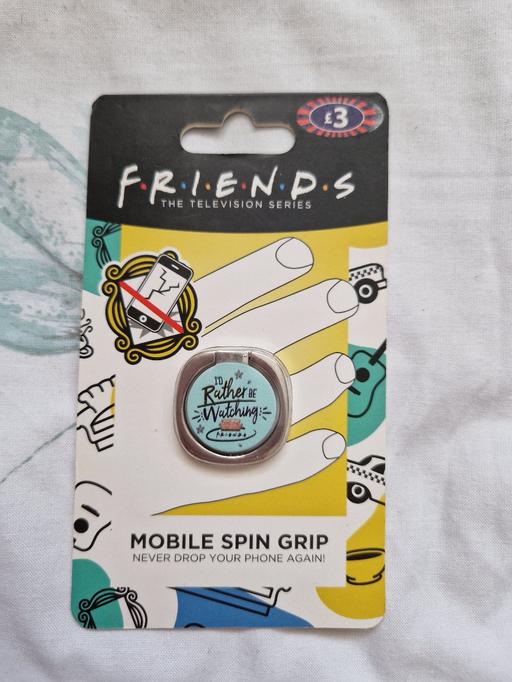 £3
F·R·I·E·N·D·S
THE TELEVISION SERIES
I'D
Rather BE
Watching
FRIENDS
MOBILE SPIN GRIP
NEVER DROP YOUR PHONE AGAIN!